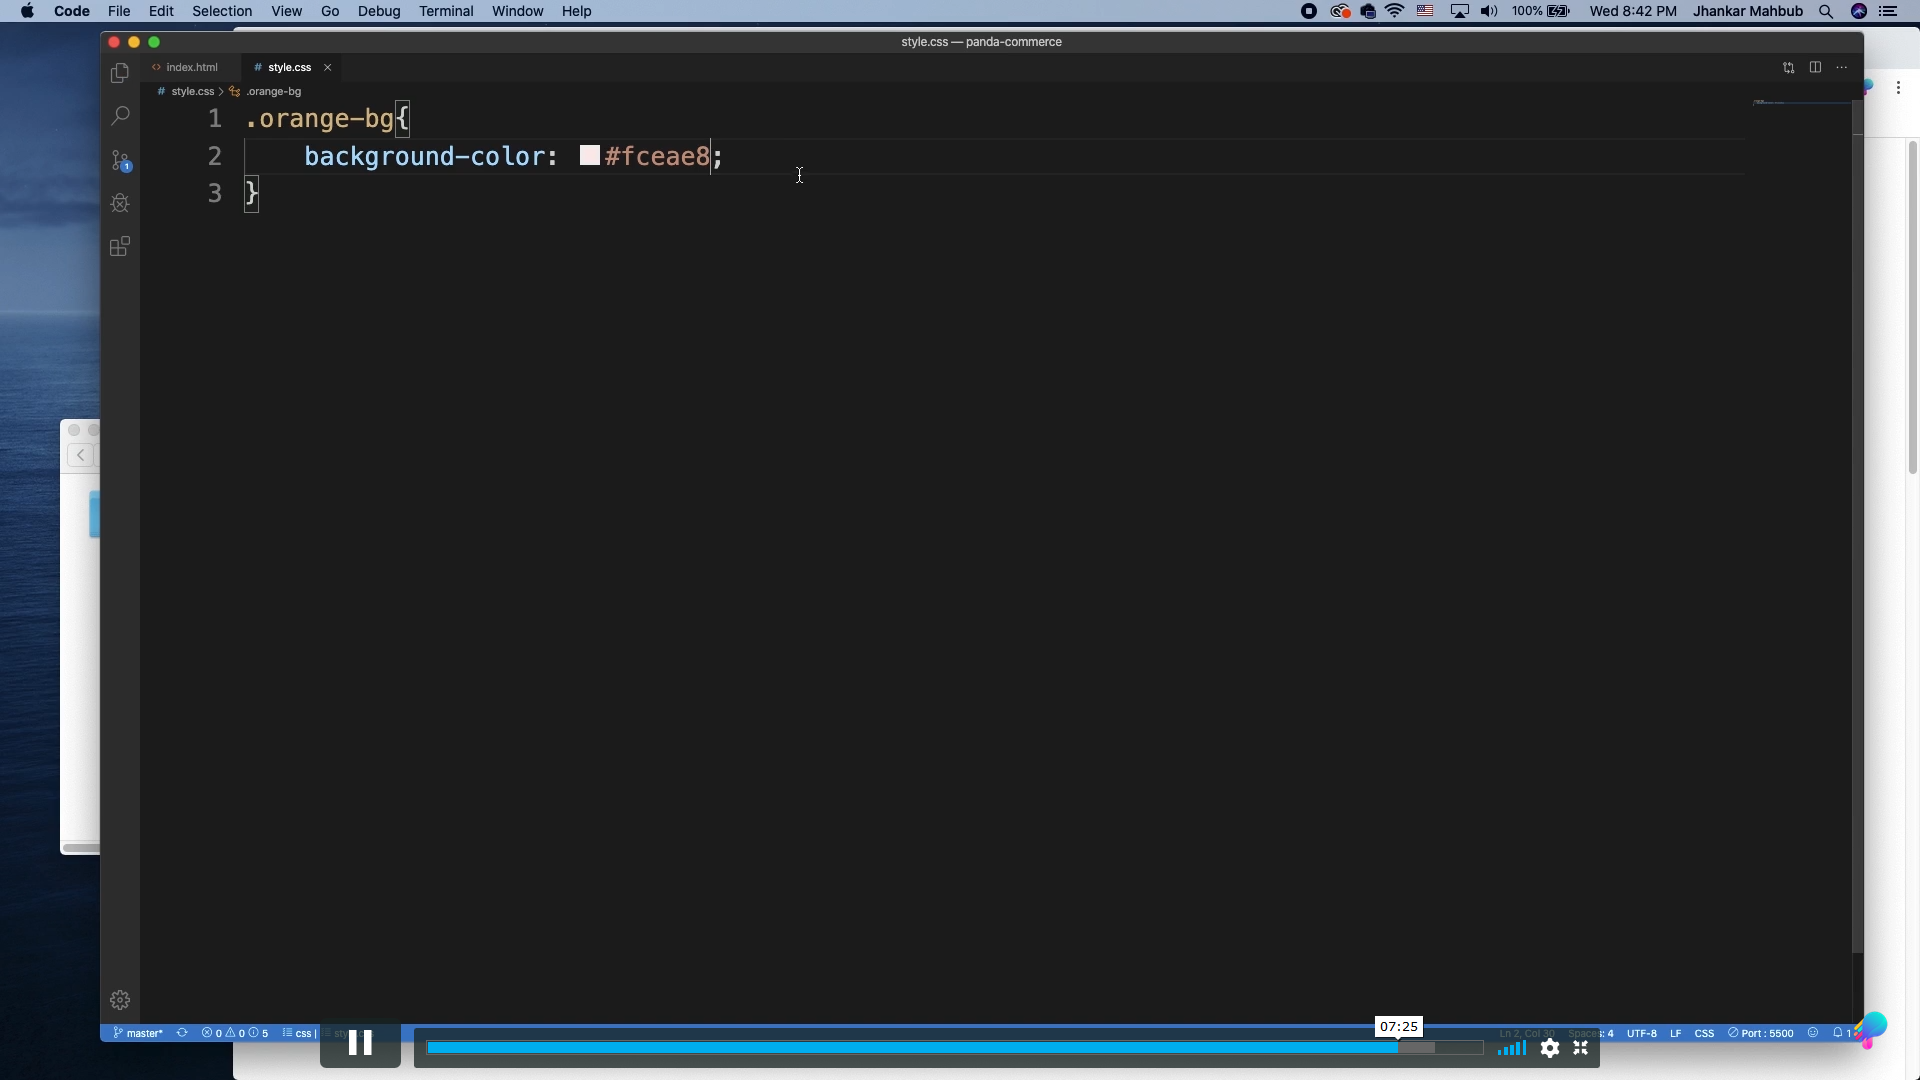 Code File Edit Selection View Go Debug Terminal Window Help 100% Wed 8:42 PM Jhankar Mahbub
style.css — panda-commerce
index.html # style.css
# style.css > .orange-bg
1 .orange-bg{
2 background-color: #fceae8;
3 }
07:25
master* 0 0 5 css | Ln 2, Col 30 Spaces: 4 UTF-8 LF CSS Port : 5500 1